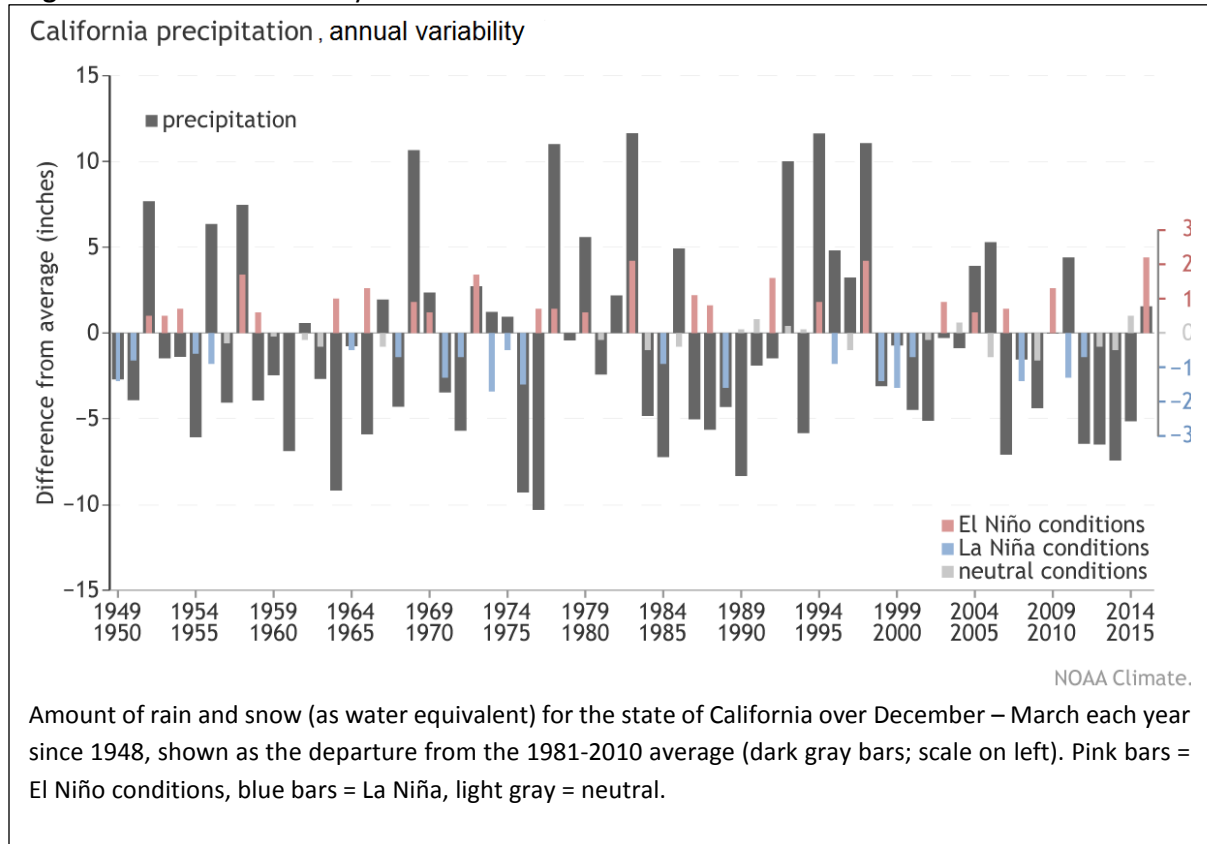 California precipitation, annual variability
15
precipitation
10
5
0
−5
−10
−15
Difference from average (inches)
3
2
1
0
−1
−2
−3
El Niño conditions
La Niña conditions
neutral conditions
1949 1954 1959 1964 1969 1974 1979 1984 1989 1994 1999 2004 2009 2014
1950 1955 1960 1965 1970 1975 1980 1985 1990 1995 2000 2005 2010 2015
NOAA Climate.
Amount of rain and snow (as water equivalent) for the state of California over December – March each year
since 1948, shown as the departure from the 1981-2010 average (dark gray bars; scale on left). Pink bars =
El Niño conditions, blue bars = La Niña, light gray = neutral.